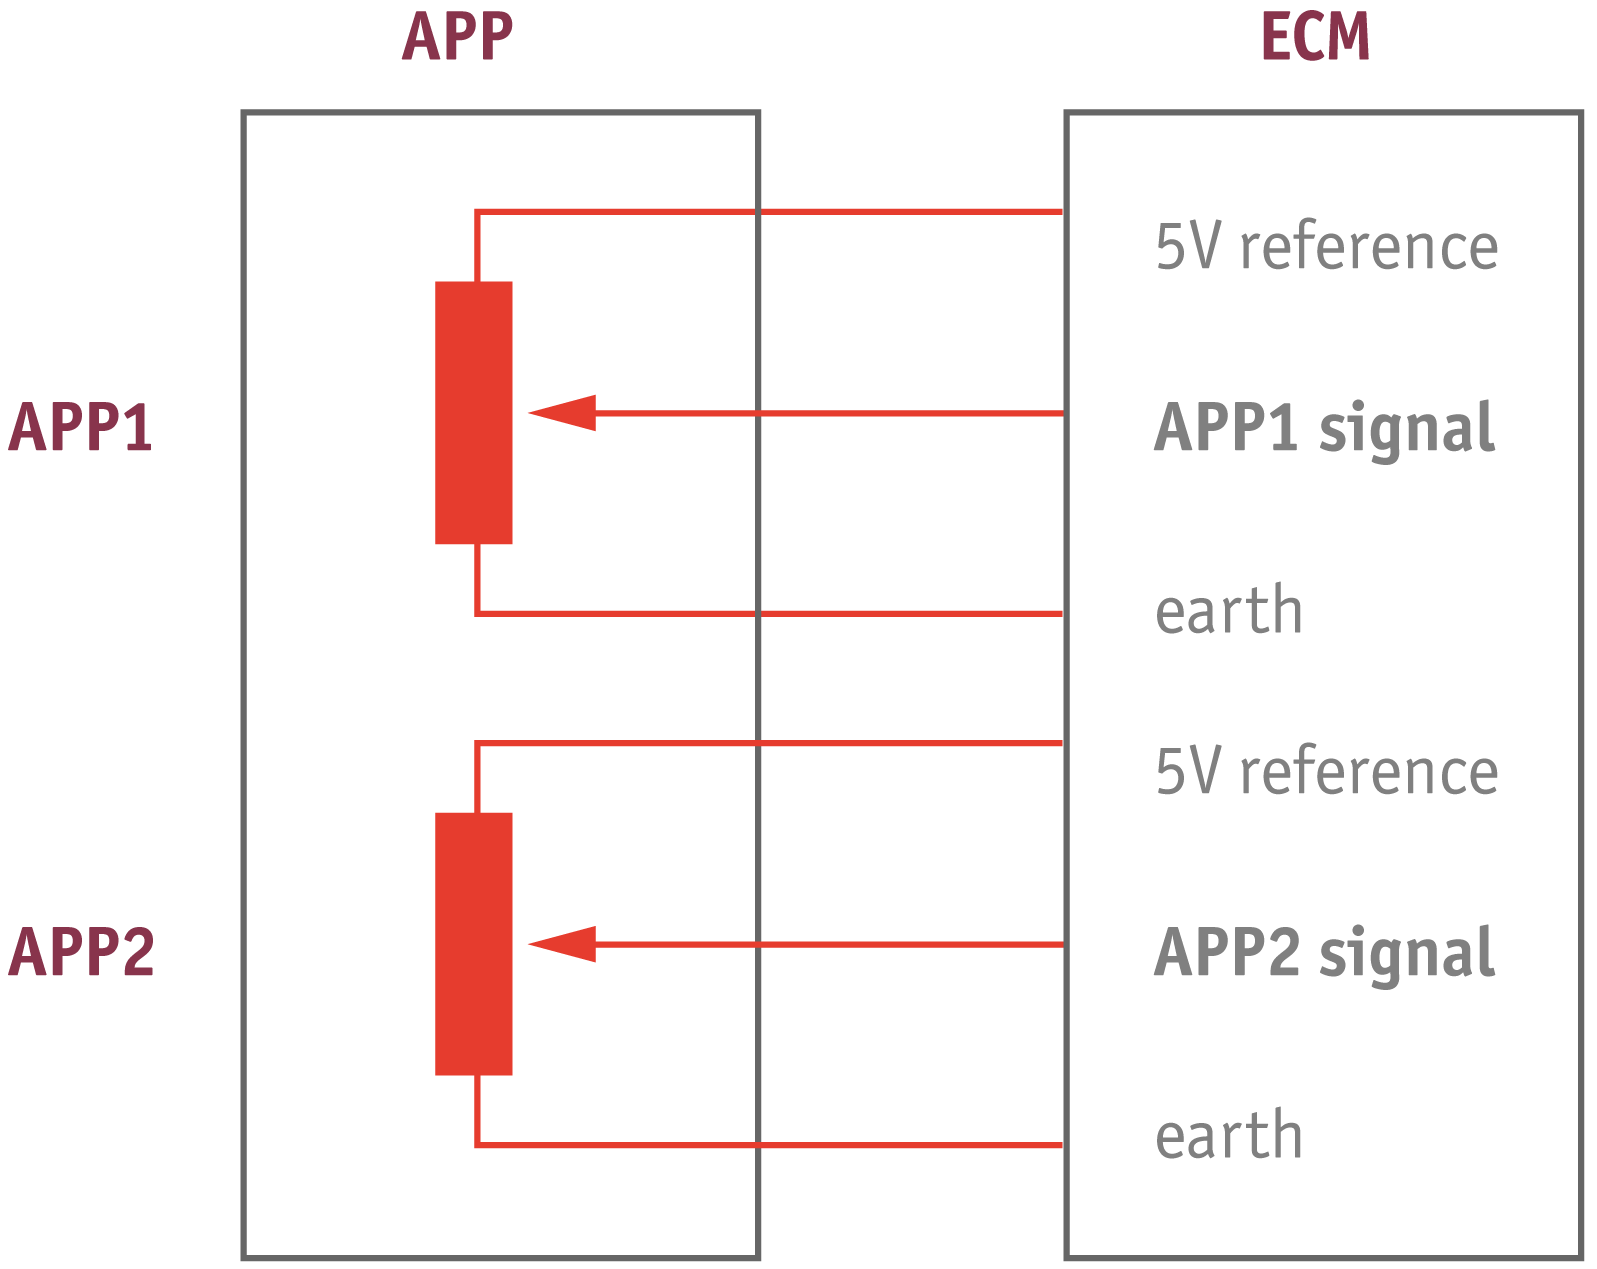 APP
ECM
5V reference
APP1
APP1 signal
earth
5V reference
APP2
APP2 signal
earth